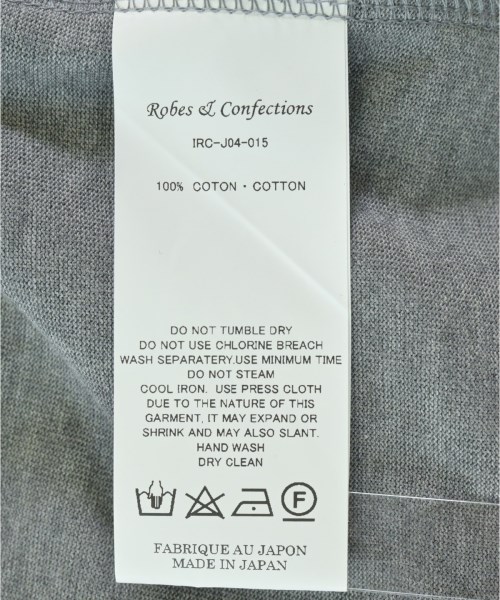 Robes & Confections
IRC-J04-015
100% COTON・COTTON
DO NOT TUMBLE DRY
DO NOT USE CHLORINE BREACH
WASH SEPARATERY.USE MINIMUM TIME
DO NOT STEAM
COOL IRON. USE PRESS CLOTH
DUE TO THE NATURE OF THIS
GARMENT, IT MAY EXPAND OR
SHRINK AND MAY ALSO SLANT.
HAND WASH
DRY CLEAN
F
FABRIQUE AU JAPON
MADE IN JAPAN